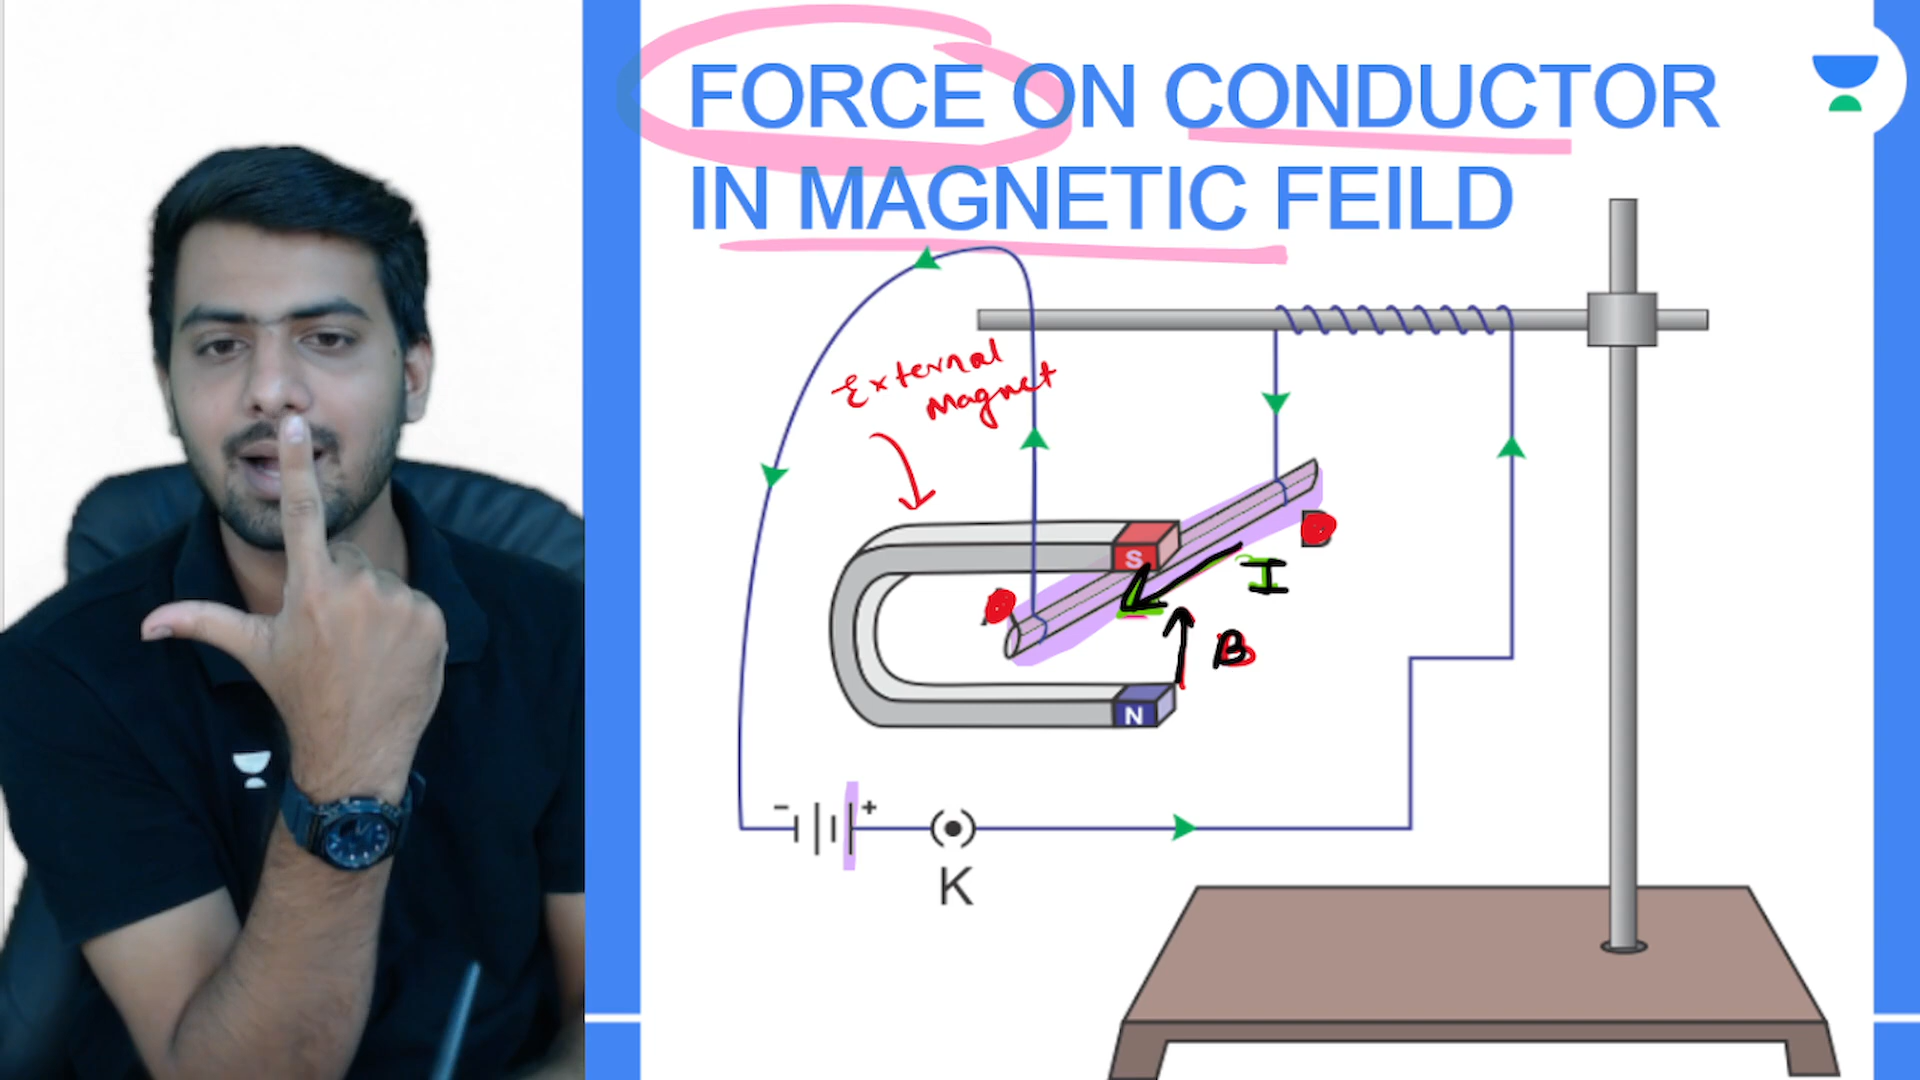 FORCE ON CONDUCTOR
IN MAGNETIC FEILD
External
Magnet
S
I
B
N
- +
K